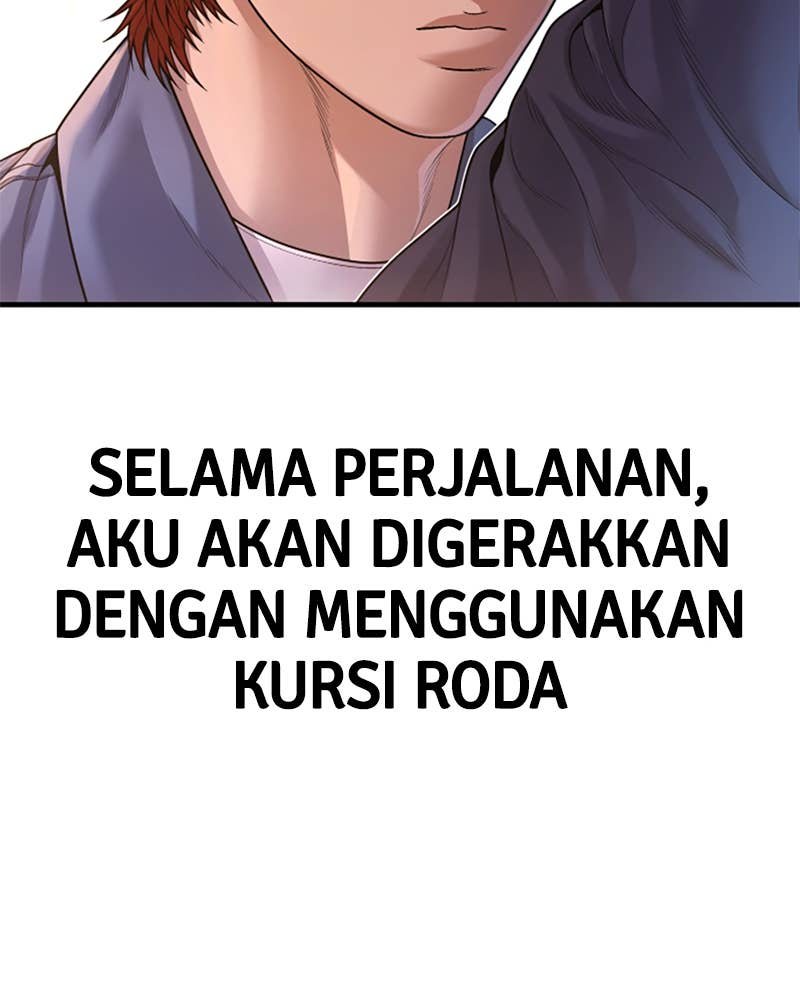 SELAMA PERJALANAN,
AKU AKAN DIGERAKKAN
DENGAN MENGGUNAKAN
KURSI RODA